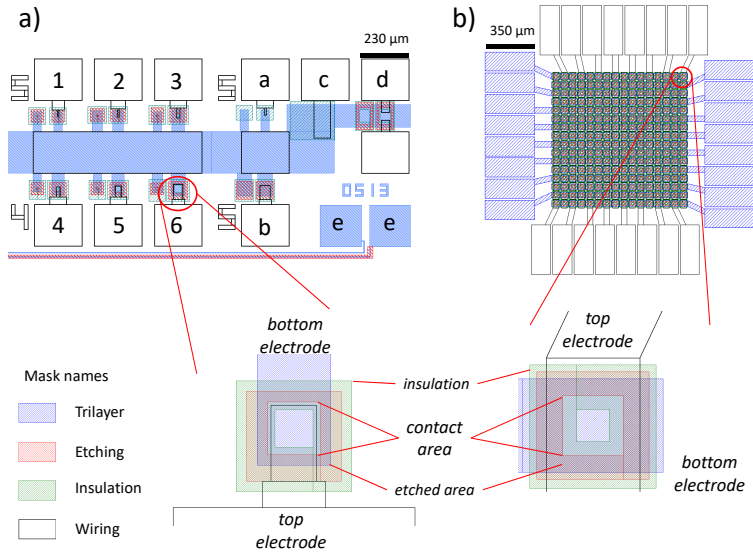 a)
b)
230 µm
350 µm
1
2
3
a
c
d
4
5
6
b
e
e
0513
bottom
electrode
top
electrode
insulation
contact
area
etched area
top
electrode
bottom
electrode
Mask names
Trilayer
Etching
Insulation
Wiring